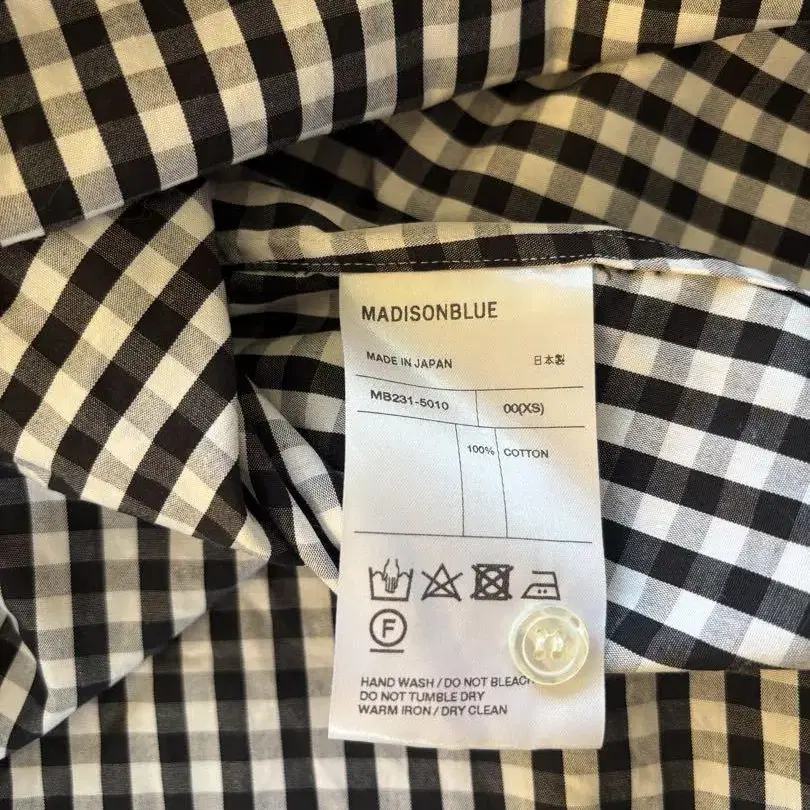 MADISONBLUE
MADE IN JAPAN 日本製
MB231-5010 00(XS)
100% COTTON
F
HAND WASH / DO NOT BLEACH
DO NOT TUMBLE DRY
WARM IRON / DRY CLEAN